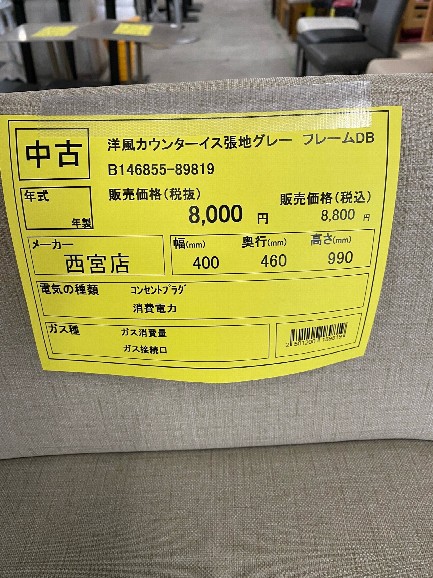 中古
洋風カウンターイス張地グレー フレームDB
B146855-89819
年式
年製
販売価格(税抜)
8,000 円
販売価格(税込)
8,800 円
メーカー
西宮店
幅(mm) 奥行(mm) 高さ(mm)
400 460 990
電気の種類 コンセントプラグ
消費電力
ガス種 ガス消費量
ガス接続口